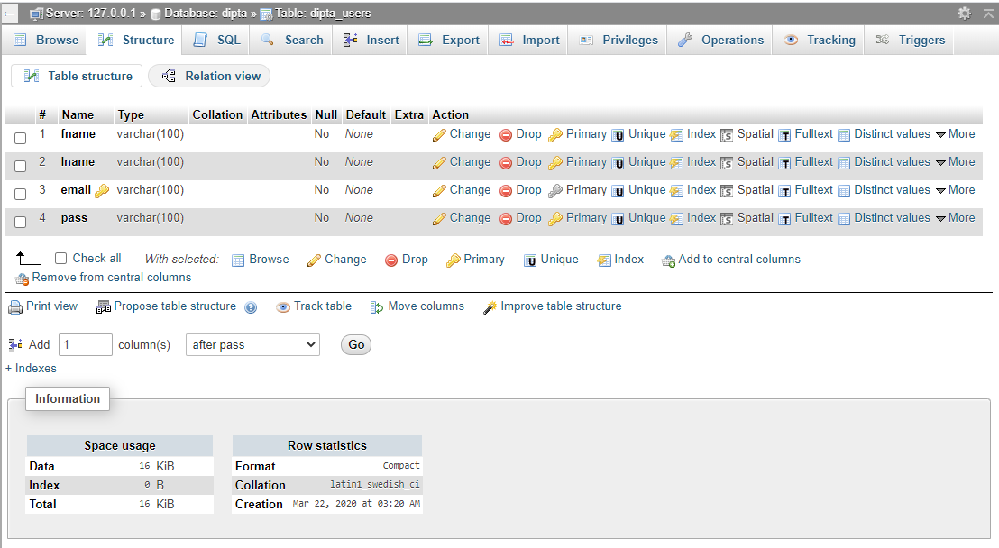 Server: 127.0.0.1 » Database: dipta » Table: dipta_users
Browse Structure SQL Search Insert Export Import Privileges Operations Tracking Triggers
Table structure Relation view
# Name Type Collation Attributes Null Default Extra Action
1 fname varchar(100) No None Change Drop Primary U Unique Index S Spatial T Fulltext Distinct values More
2 lname varchar(100) No None Change Drop Primary U Unique Index S Spatial T Fulltext Distinct values More
3 email varchar(100) No None Change Drop Primary U Unique Index S Spatial T Fulltext Distinct values More
4 pass varchar(100) No None Change Drop Primary U Unique Index S Spatial T Fulltext Distinct values More
Check all With selected: Browse Change Drop Primary U Unique Index Add to central columns
Remove from central columns
Print view Propose table structure Track table Move columns Improve table structure
Add 1 column(s) after pass Go
+ Indexes
Information
Space usage
Data 16 KiB
Index 0 B
Total 16 KiB
Row statistics
Format Compact
Collation latin1_swedish_ci
Creation Mar 22, 2020 at 03:20 AM